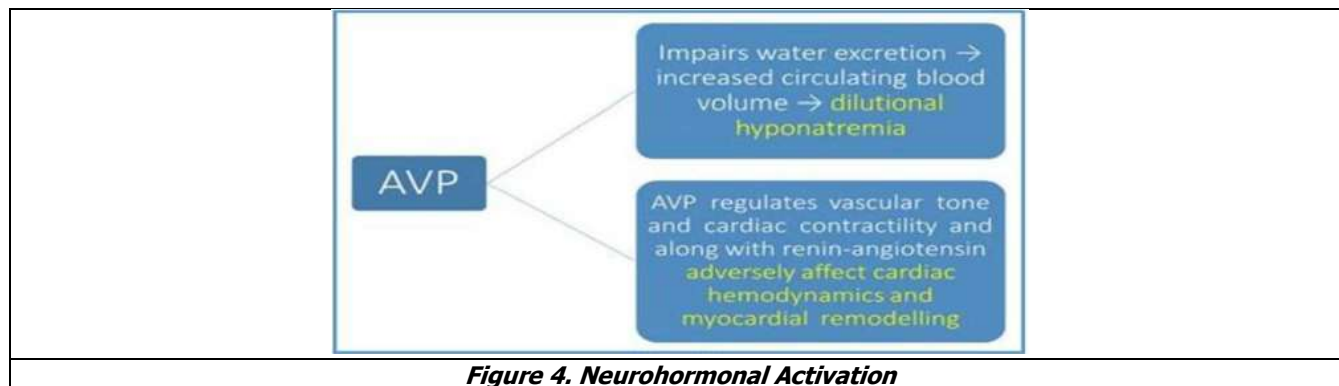 Impairs water excretion →
increased circulating blood
volume → dilutional
hyponatremia
AVP
AVP regulates vascular tone
and cardiac contractility and
along with renin-angiotensin
adversely affect cardiac
hemodynamics and
myocardial remodelling
Figure 4. Neurohormonal Activation